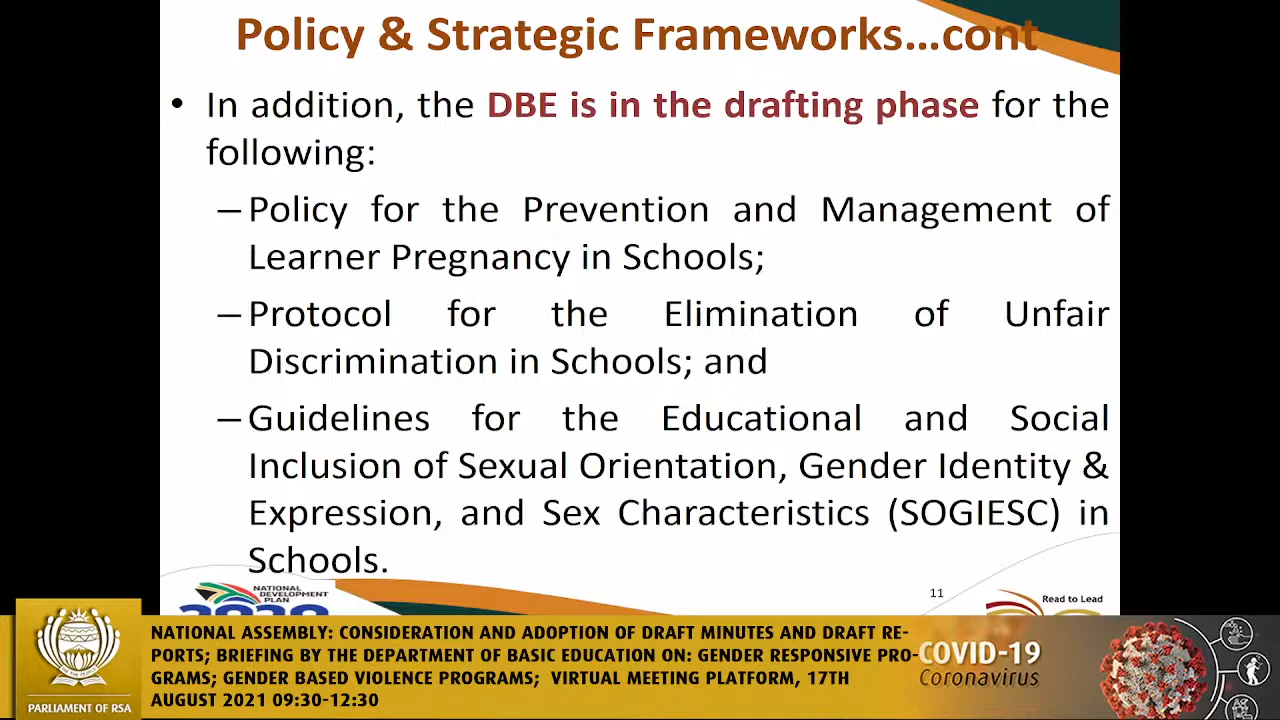 Policy & Strategic Frameworks...cont
• In addition, the DBE is in the drafting phase for the
following:
–Policy for the Prevention and Management of
Learner Pregnancy in Schools;
–Protocol for the Elimination of Unfair
Discrimination in Schools; and
–Guidelines for the Educational and Social
Inclusion of Sexual Orientation, Gender Identity &
Expression, and Sex Characteristics (SOGIESC) in
Schools.
NATIONAL
DEVELOPMENT
PLAN
2030
11
Read to Lead
PARLIAMENT OF RSA
NATIONAL ASSEMBLY: CONSIDERATION AND ADOPTION OF DRAFT MINUTES AND DRAFT RE-
PORTS; BRIEFING BY THE DEPARTMENT OF BASIC EDUCATION ON: GENDER RESPONSIVE PRO-
GRAMS; GENDER BASED VIOLENCE PROGRAMS; VIRTUAL MEETING PLATFORM, 17TH
AUGUST 2021 09:30-12:30
COVID-19
Coronavirus